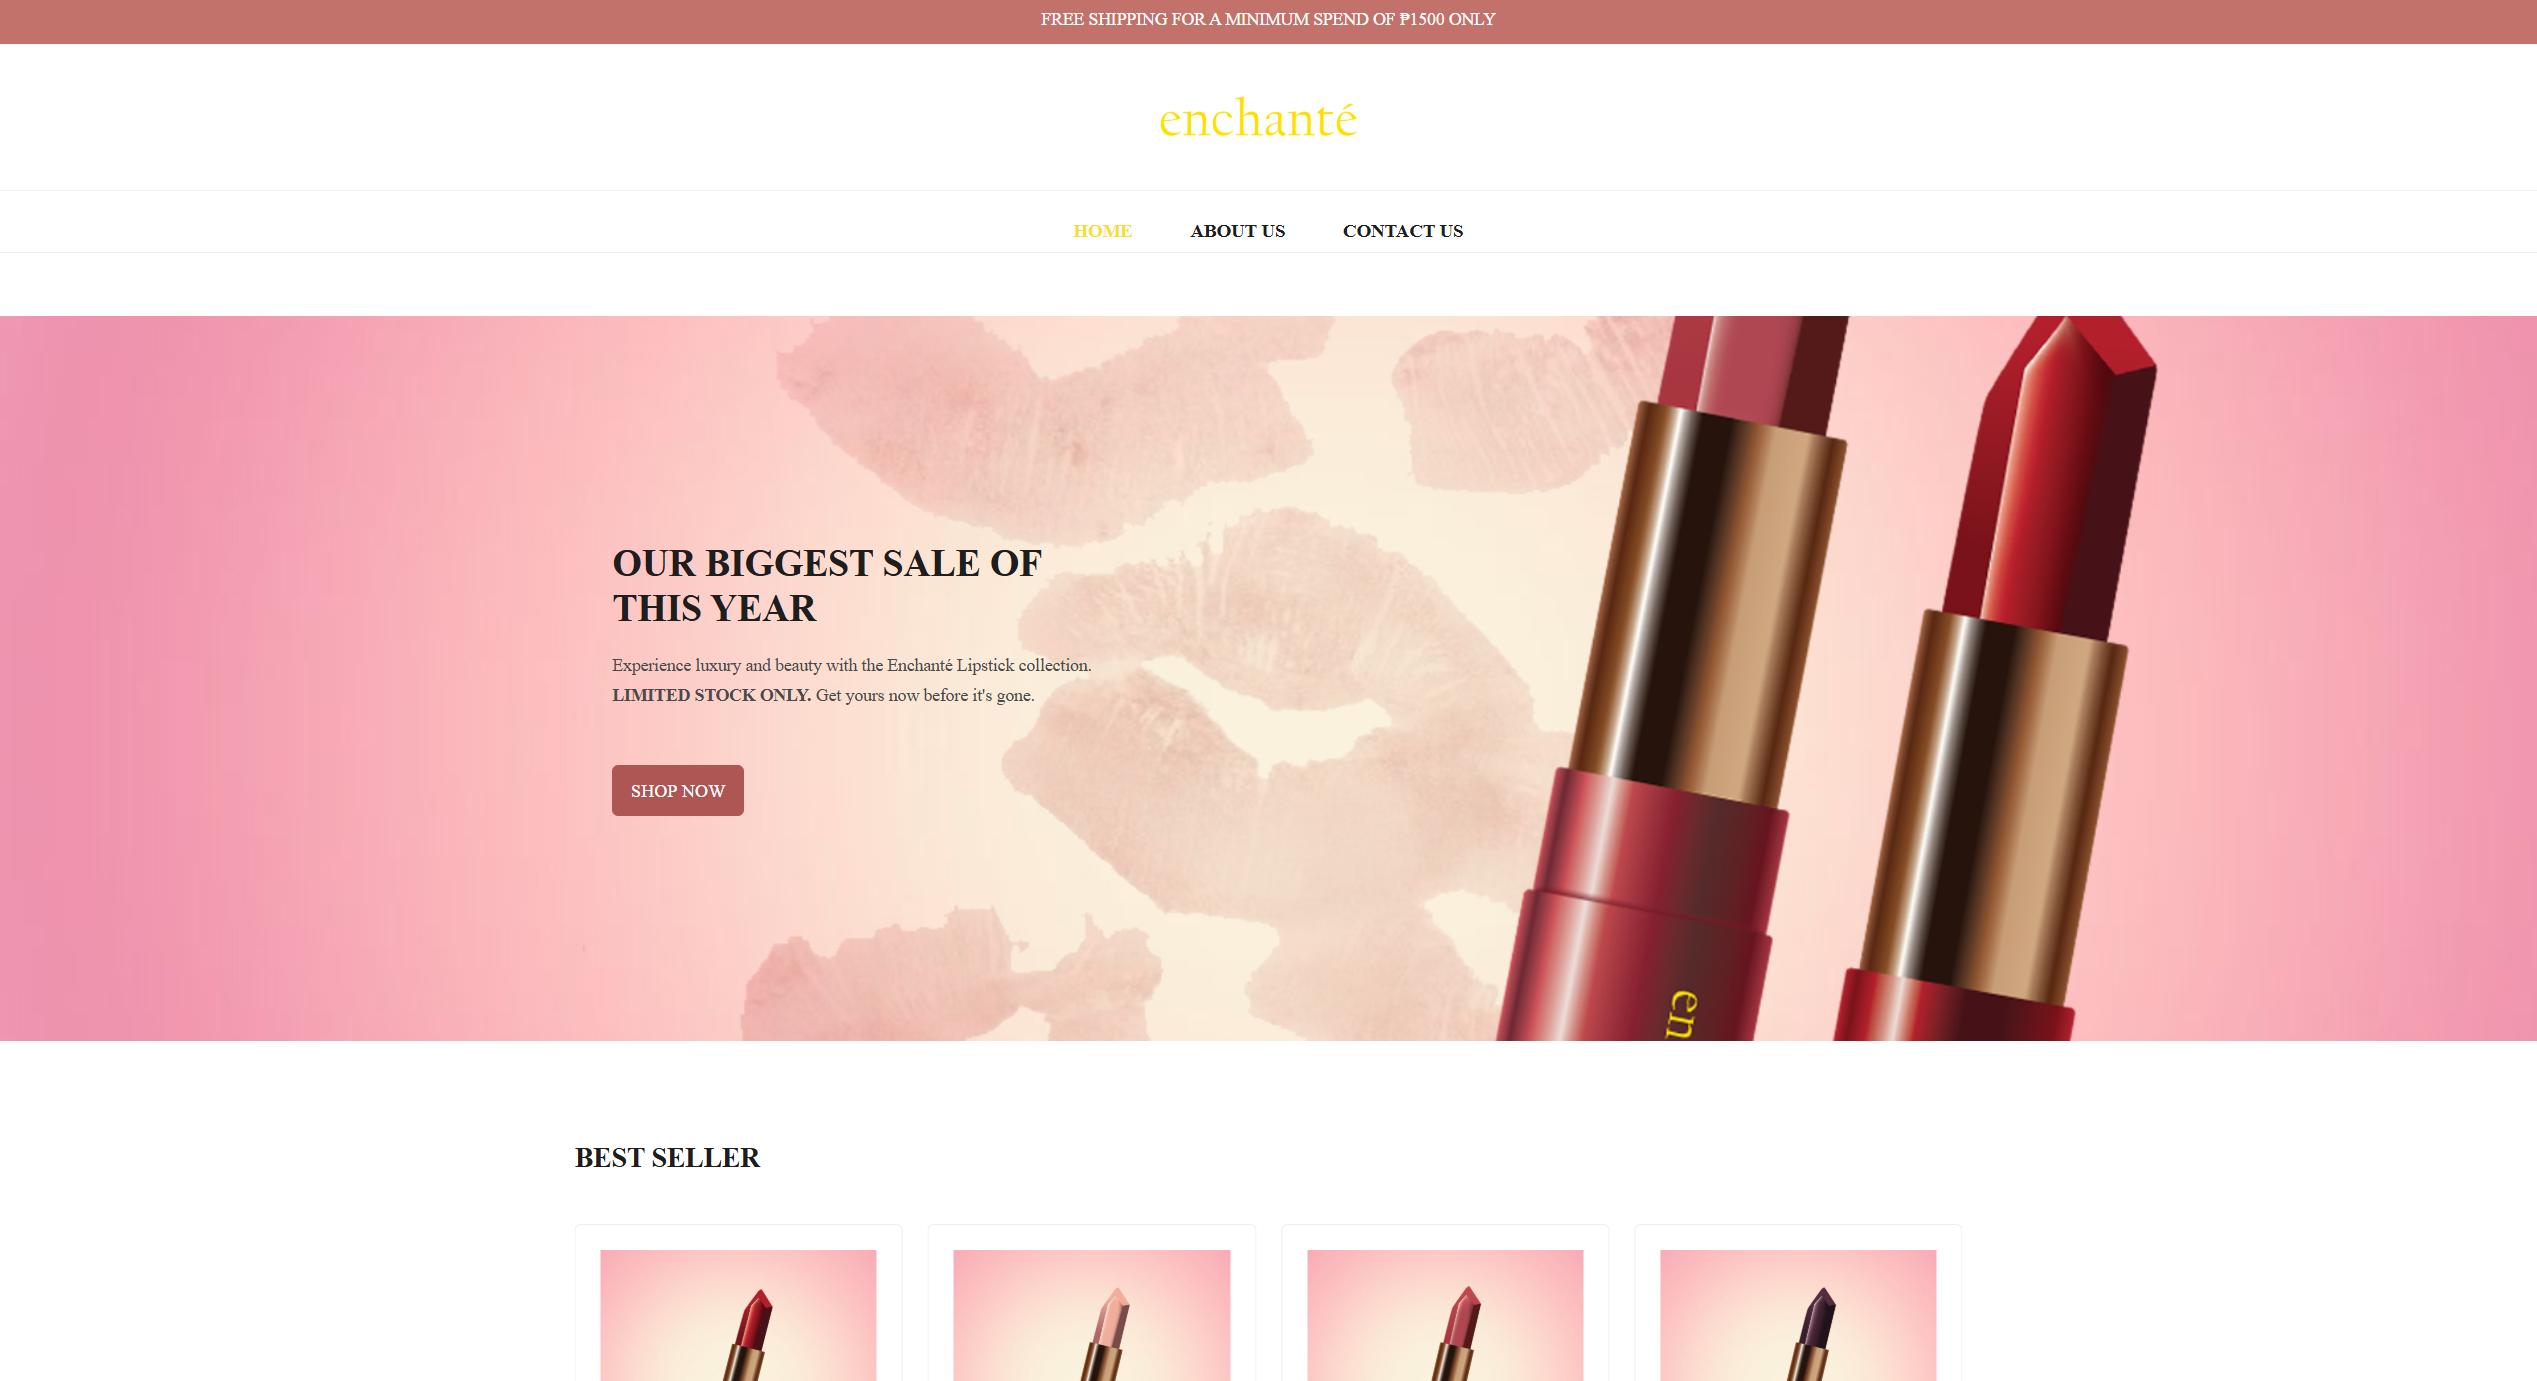 FREE SHIPPING FOR A MINIMUM SPEND OF ₱1500 ONLY
enchanté
HOME ABOUT US CONTACT US
OUR BIGGEST SALE OF
THIS YEAR
Experience luxury and beauty with the Enchanté Lipstick collection.
LIMITED STOCK ONLY. Get yours now before it's gone.
SHOP NOW
en
BEST SELLER